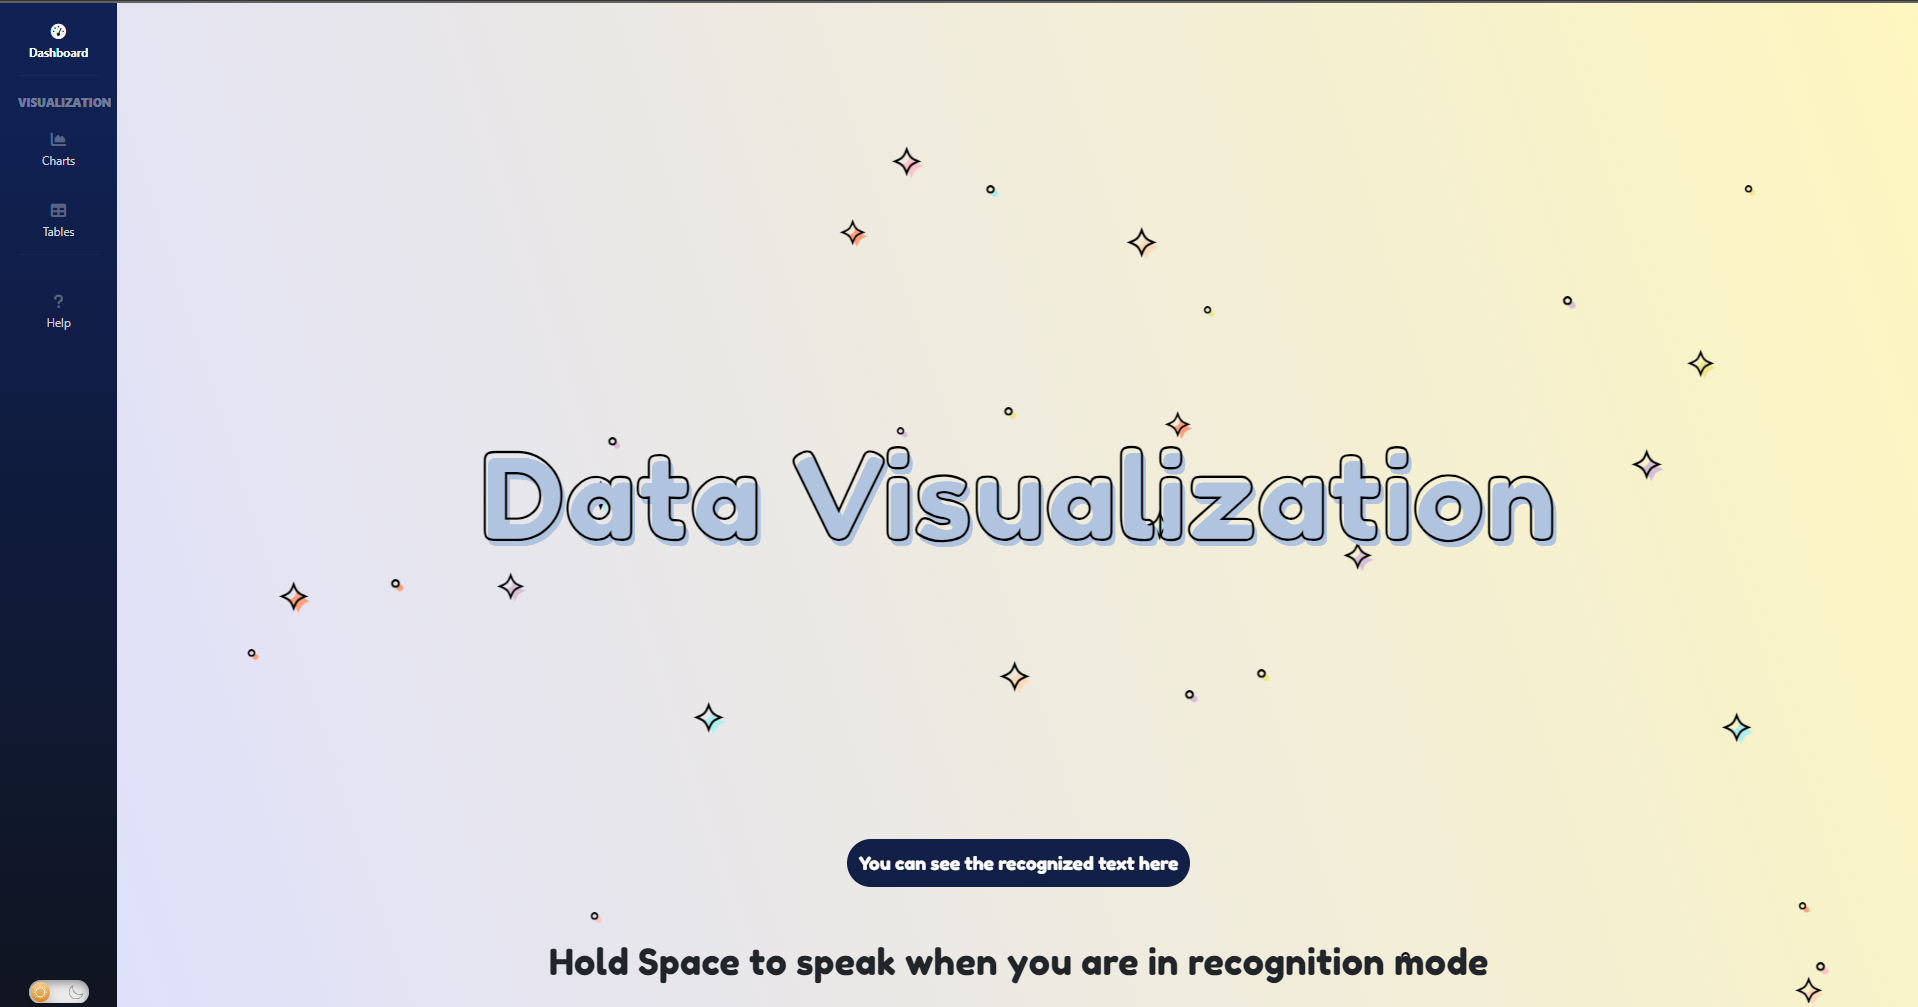 Dashboard
VISUALIZATION
Charts
Tables
? 
Help
Data Visualization
You can see the recognized text here
Hold Space to speak when you are in recognition mode